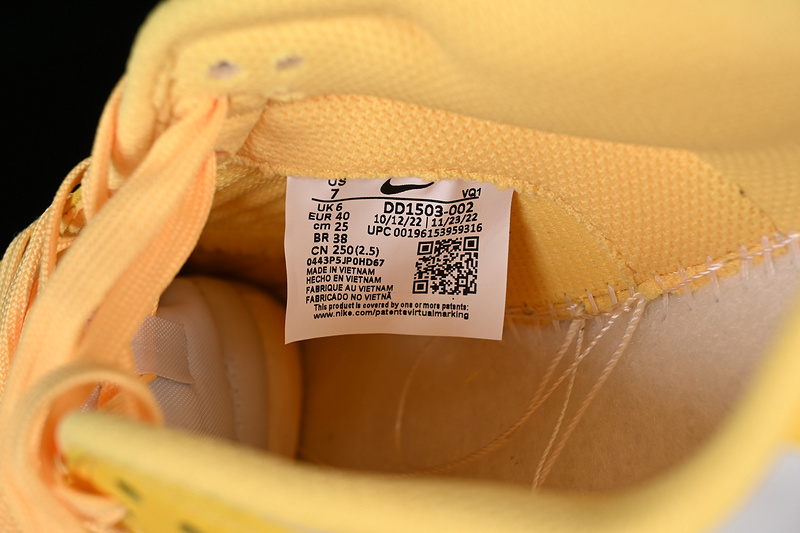 US
7
VQ1
UK 6
EUR 40
cm 25
BR 38
CN 250(2.5)
DD1503-002
10/12/22 | 11/23/22
UPC 00196153959316
0443P5JP0HD67
MADE IN VIETNAM
HECHO EN VIETNAM
FABRIQUE AU VIETNAM
FABRICADO NO VIETNÃ
This product is covered by one or more patents:
www.nike.com/patentevirtualmarking